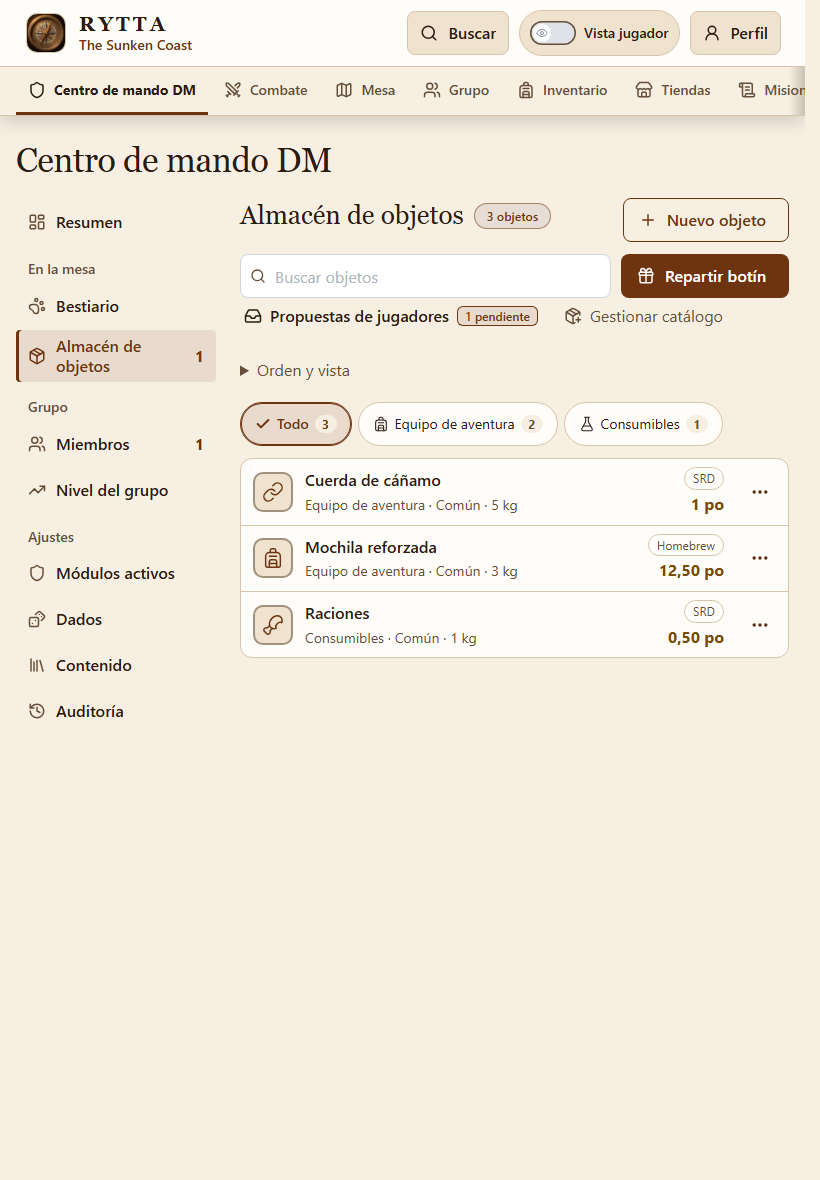 RYTTA
The Sunken Coast
Buscar
Vista jugador
Perfil
Centro de mando DM
Combate
Mesa
Grupo
Inventario
Tiendas
Mision
Centro de mando DM
Resumen
En la mesa
Bestiario
Almacén de
objetos
1
Grupo
Miembros
1
Nivel del grupo
Ajustes
Módulos activos
Dados
Contenido
Auditoría
Almacén de objetos
3 objetos
Nuevo objeto
Buscar objetos
Repartir botín
Propuestas de jugadores
1 pendiente
Gestionar catálogo
Orden y vista
Todo 3
Equipo de aventura 2
Consumibles 1
Cuerda de cáñamo
SRD
Equipo de aventura · Común · 5 kg
1 po
Mochila reforzada
Homebrew
Equipo de aventura · Común · 3 kg
12,50 po
Raciones
SRD
Consumibles · Común · 1 kg
0,50 po